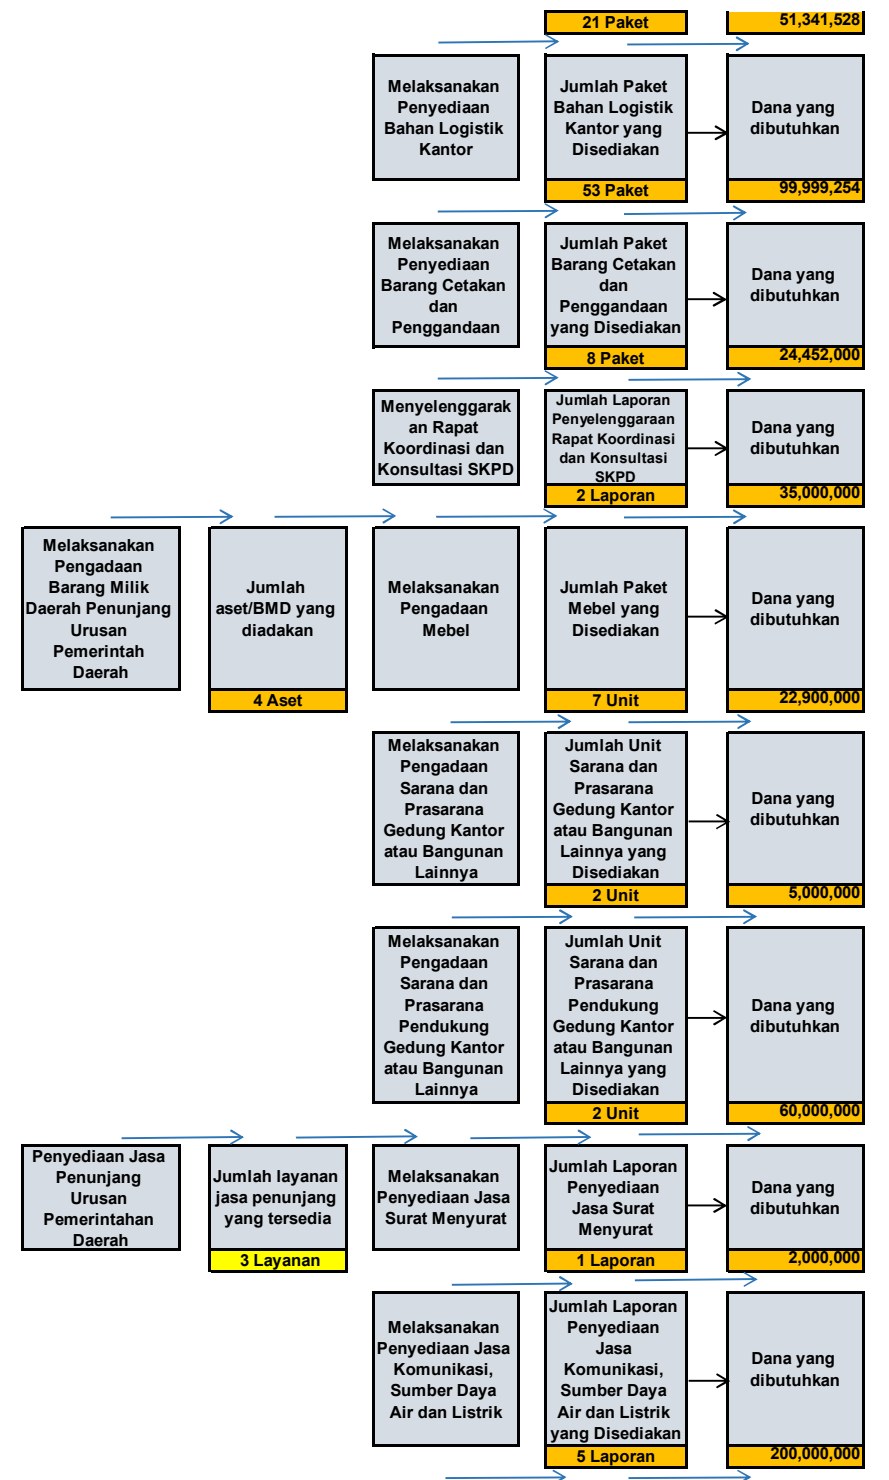 21 Paket
51,341,528
Melaksanakan
Penyediaan
Bahan Logistik
Kantor
Jumlah Paket
Bahan Logistik
Kantor yang
Disediakan
Dana yang
dibutuhkan
53 Paket
99,999,254
Melaksanakan
Penyediaan
Barang Cetakan
dan
Penggandaan
Jumlah Paket
Barang Cetakan
dan
Penggandaan
yang Disediakan
Dana yang
dibutuhkan
8 Paket
24,452,000
Menyelenggarak
an Rapat
Koordinasi dan
Konsultasi SKPD
Jumlah Laporan
Penyelenggaraan
Rapat Koordinasi
dan Konsultasi
SKPD
Dana yang
dibutuhkan
2 Laporan
35,000,000
Melaksanakan
Pengadaan
Barang Milik
Daerah Penunjang
Urusan
Pemerintah
Daerah
Jumlah
aset/BMD yang
diadakan
Melaksanakan
Pengadaan
Mebel
Jumlah Paket
Mebel yang
Disediakan
Dana yang
dibutuhkan
4 Aset
7 Unit
22,900,000
Melaksanakan
Pengadaan
Sarana dan
Prasarana
Gedung Kantor
atau Bangunan
Lainnya
Jumlah Unit
Sarana dan
Prasarana
Gedung Kantor
atau Bangunan
Lainnya yang
Disediakan
Dana yang
dibutuhkan
2 Unit
5,000,000
Melaksanakan
Pengadaan
Sarana dan
Prasarana
Pendukung
Gedung Kantor
atau Bangunan
Lainnya
Jumlah Unit
Sarana dan
Prasarana
Pendukung
Gedung Kantor
atau Bangunan
Lainnya yang
Disediakan
Dana yang
dibutuhkan
2 Unit
60,000,000
Penyediaan Jasa
Penunjang
Urusan
Pemerintahan
Daerah
Jumlah layanan
jasa penunjang
yang tersedia
Melaksanakan
Penyediaan Jasa
Surat Menyurat
Jumlah Laporan
Penyediaan
Jasa Surat
Menyurat
Dana yang
dibutuhkan
3 Layanan
1 Laporan
2,000,000
Melaksanakan
Penyediaan Jasa
Komunikasi,
Sumber Daya
Air dan Listrik
Jumlah Laporan
Penyediaan
Jasa
Komunikasi,
Sumber Daya
Air dan Listrik
yang Disediakan
Dana yang
dibutuhkan
5 Laporan
200,000,000